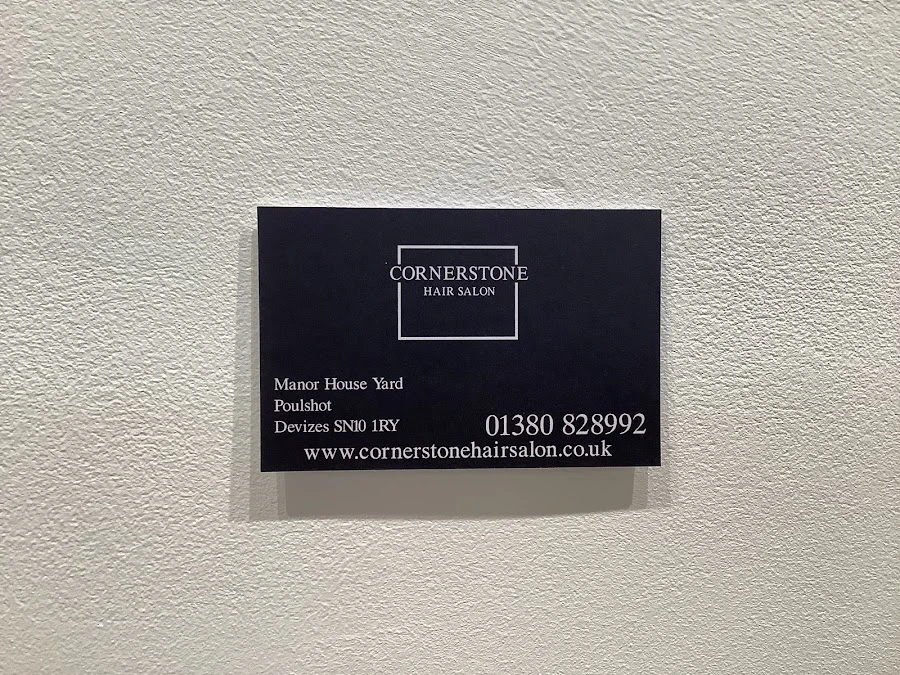 CORNERSTONE
HAIR SALON
Manor House Yard
Poulshot
Devizes SN10 1RY
01380 828992
www.cornerstonehairsalon.co.uk